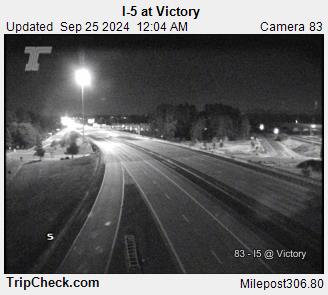 I-5 at Victory
Updated Sep 25 2024 12:04 AM Camera 83
T
S
83 - I5 @ Victory
TripCheck.com Milepost306.80